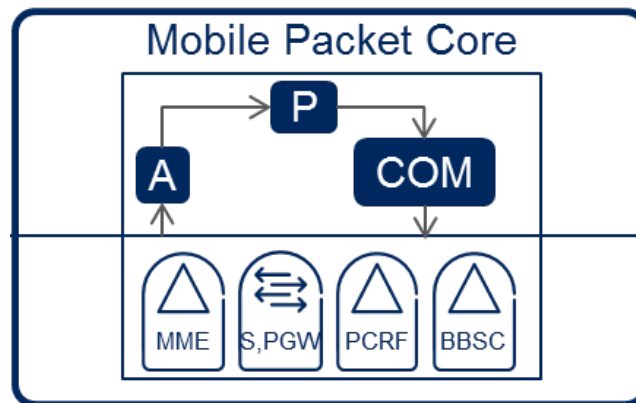 Mobile Packet Core
P
A
COM
MME
S,PGW
PCRF
BBSC